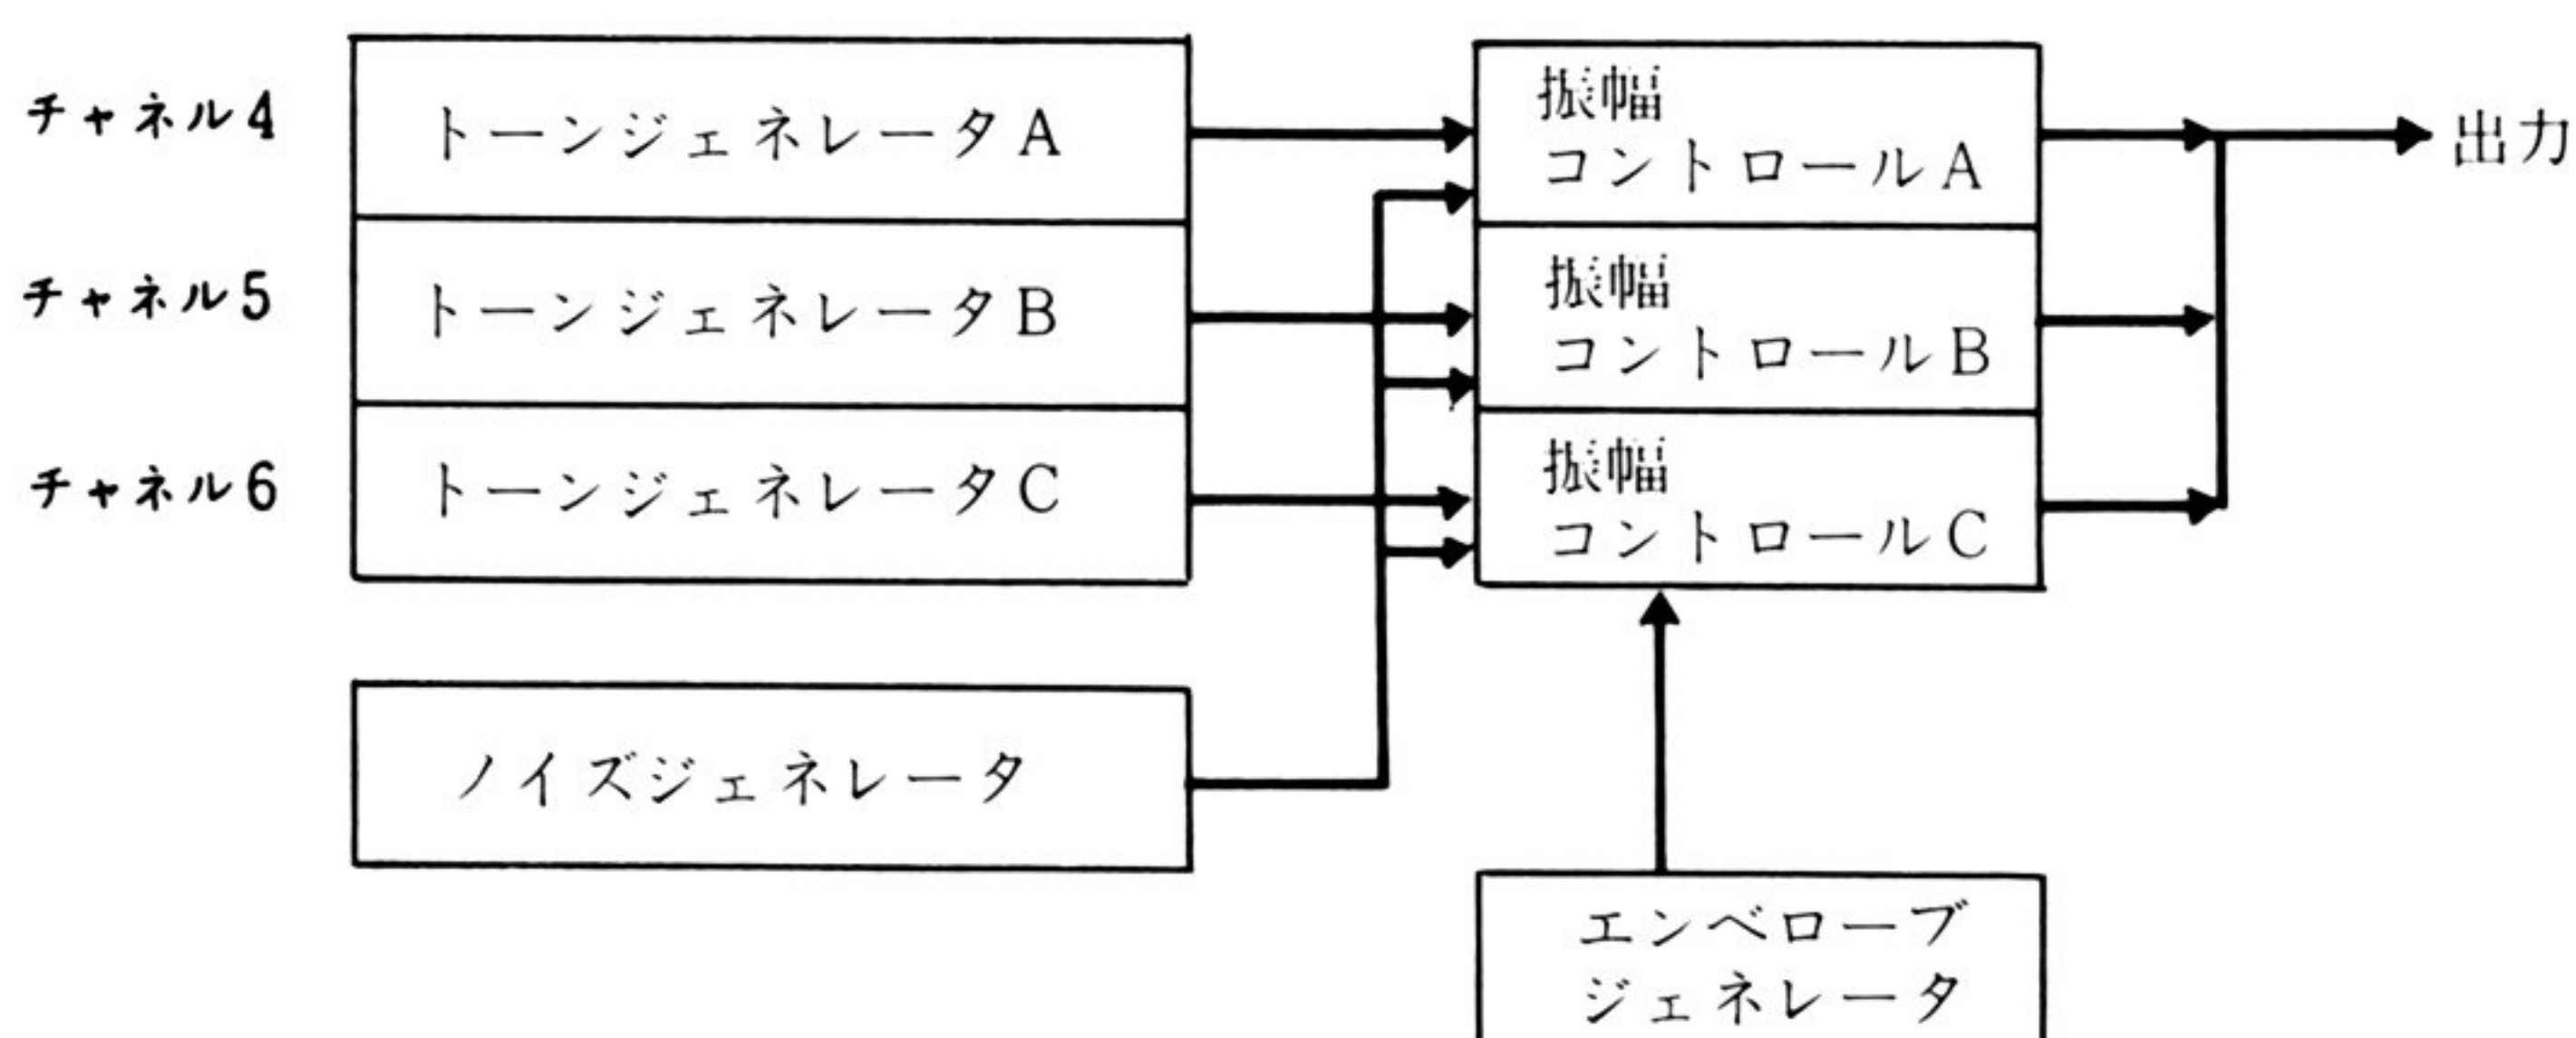 チャネル4
トーンジェネレータA
振幅
コントロールA
出力
チャネル5
トーンジェネレータB
振幅
コントロールB
チャネル6
トーンジェネレータC
振幅
コントロールC
ノイズジェネレータ
エンベローブ
ジェネレータ